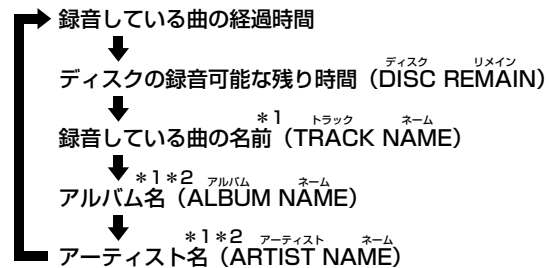 録音している曲の経過時間
ディスクの録音可能な残り時間（DISC REMAIN）
ディスク リメイン
録音している曲の名前（TRACK NAME）
＊1 トラック ネーム
アルバム名（ALBUM NAME）
＊1＊2 アルバム ネーム
アーティスト名（ARTIST NAME）
＊1＊2 アーティスト ネーム